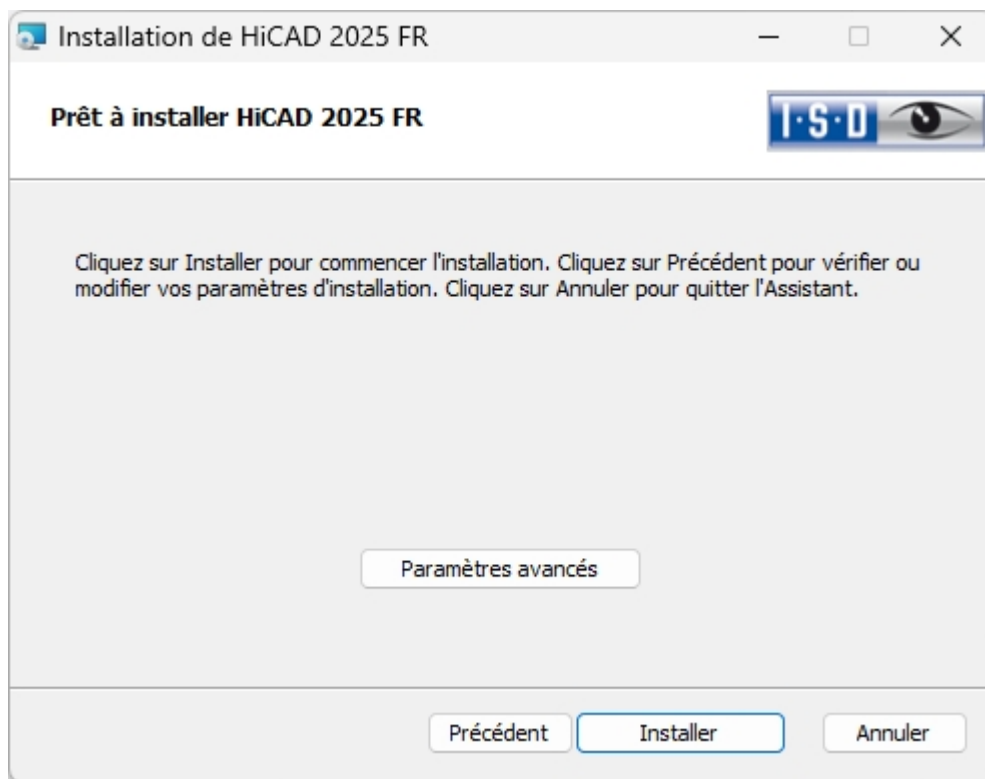 Installation de HiCAD 2025 FR
Prêt à installer HiCAD 2025 FR
I·S·D
Cliquez sur Installer pour commencer l'installation. Cliquez sur Précédent pour vérifier ou
modifier vos paramètres d'installation. Cliquez sur Annuler pour quitter l'Assistant.
Paramètres avancés
Précédent
Installer
Annuler